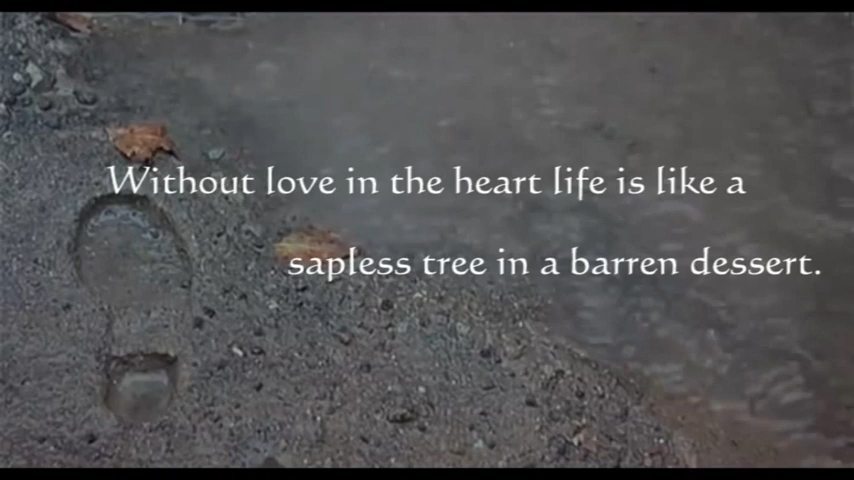 Without love in the heart life is like a
sapless tree in a barren dessert.